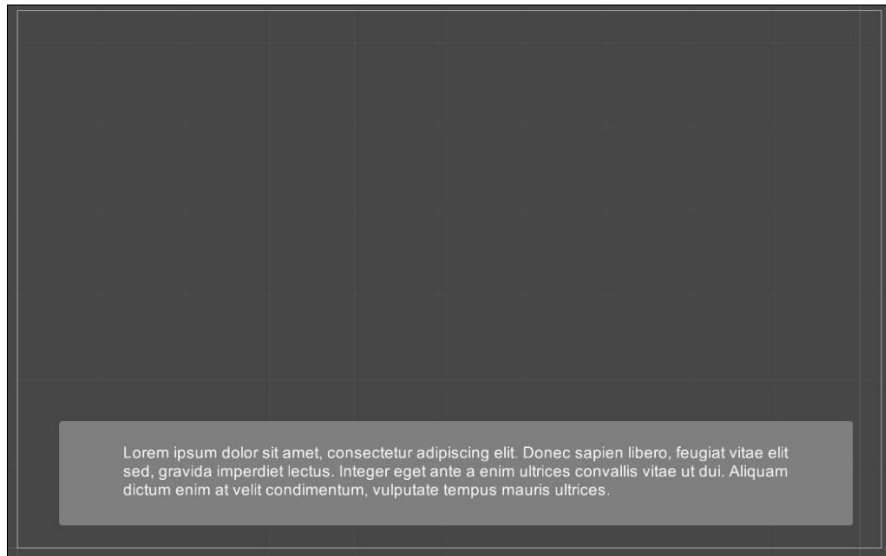 Lorem ipsum dolor sit amet, consectetur adipiscing elit. Donec sapien libero, feugiat vitae elit
sed, gravida imperdiet lectus. Integer eget ante a enim ultrices convallis vitae ut dui. Aliquam
dictum enim at velit condimentum, vulputate tempus mauris ultrices.